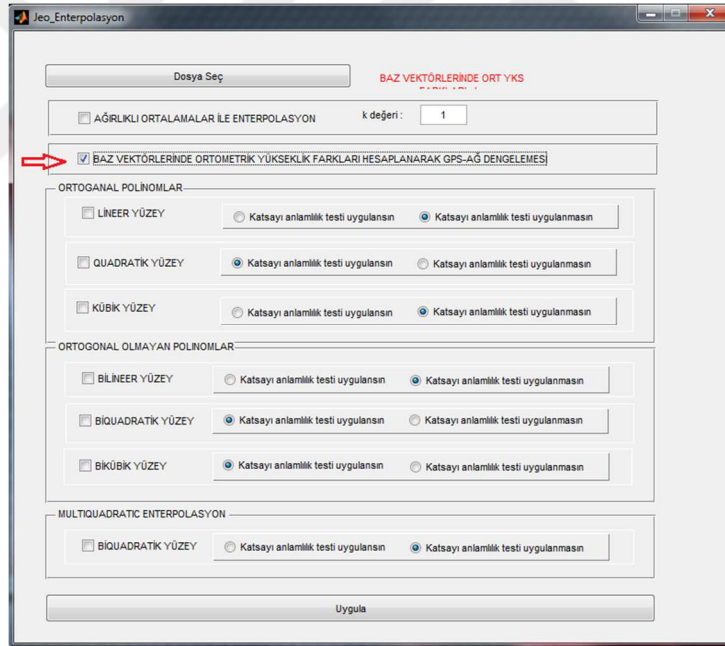 Jeo_Enterpolasyon
Dosya Seç
BAZ VEKTÖRLERİNDE ORT YKS
AĞIRLIKLI ORTALAMALAR İLE ENTERPOLASYON k değeri : 1
BAZ VEKTÖRLERİNDE ORTOMETRİK YÜKSEKLİK FARKLARI HESAPLANARAK GPS-AĞ DENGELEMESİ
ORTOGANAL POLİNOMLAR
LİNEER YÜZEY Katsayı anlamlılık testi uygulansın Katsayı anlamlılık testi uygulanmasın
QUADRATİK YÜZEY Katsayı anlamlılık testi uygulansın Katsayı anlamlılık testi uygulanmasın
KÜBİK YÜZEY Katsayı anlamlılık testi uygulansın Katsayı anlamlılık testi uygulanmasın
ORTOGONAL OLMAYAN POLINOMLAR
BİLİNEER YÜZEY Katsayı anlamlılık testi uygulansın Katsayı anlamlılık testi uygulanmasın
BİQUADRATİK YÜZEY Katsayı anlamlılık testi uygulansın Katsayı anlamlılık testi uygulanmasın
BİKÜBİK YÜZEY Katsayı anlamlılık testi uygulansın Katsayı anlamlılık testi uygulanmasın
MULTIQUADRATIC ENTERPOLASYON
BİQUADRATİK YÜZEY Katsayı anlamlılık testi uygulansın Katsayı anlamlılık testi uygulanmasın
Uygula